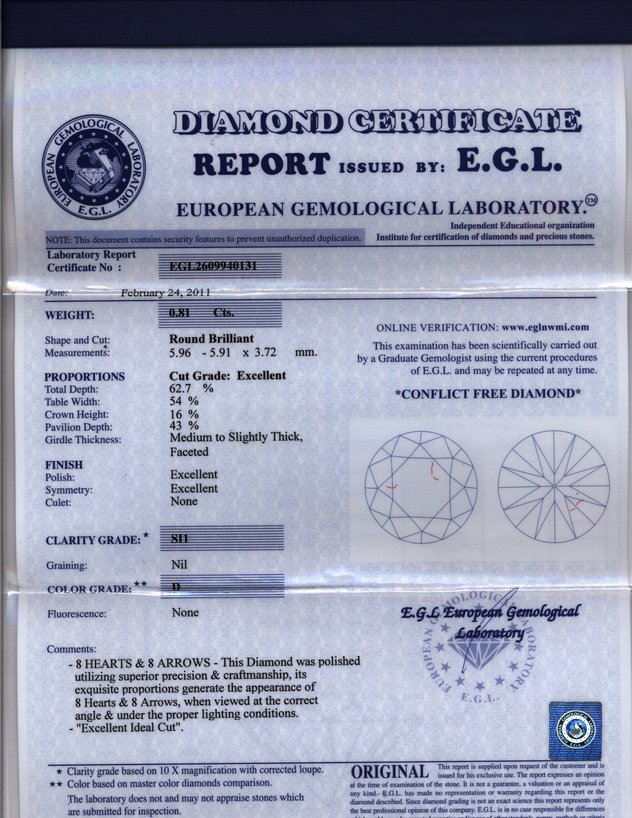 EUROPEAN GEMOLOGICAL LABORATORY
E.G.L.
DIAMOND CERTIFICATE
REPORT ISSUED BY: E.G.L.
EUROPEAN GEMOLOGICAL LABORATORY.™
Independent Educational organization
NOTE: This document contains security features to prevent unauthorized duplication.
Institute for certification of diamonds and precious stones.
Laboratory Report
Certificate No : EGL2609940131
Date: February 24, 2011
WEIGHT: 0.81 Cts.
ONLINE VERIFICATION: www.eglnwmi.com
Shape and Cut: Round Brilliant
Measurements: 5.96 - 5.91 x 3.72 mm.
This examination has been scientifically carried out
by a Graduate Gemologist using the current procedures
of E.G.L. and may be repeated at any time.
*CONFLICT FREE DIAMOND*
PROPORTIONS Cut Grade: Excellent
Total Depth: 62.7 %
Table Width: 54 %
Crown Height: 16 %
Pavilion Depth: 43 %
Girdle Thickness: Medium to Slightly Thick,
Faceted
FINISH
Polish: Excellent
Symmetry: Excellent
Culet: None
CLARITY GRADE: * SI1
Graining: Nil
COLOR GRADE: ** D
Fluorescence: None
E.G.L European Gemological
Laboratory
EUROPEAN GEMOLOGICAL LABORATORY
E.G.L.
Comments:
- 8 HEARTS & 8 ARROWS - This Diamond was polished
utilizing superior precision & craftmanship, its
exquisite proportions generate the appearance of
8 Hearts & 8 Arrows, when viewed at the correct
angle & under the proper lighting conditions.
- "Excellent Ideal Cut".
* Clarity grade based on 10 X magnification with corrected loupe.
** Color based on master color diamonds comparison.
The laboratory does not and may not appraise stones which
are submitted for inspection.
ORIGINAL This report is supplied upon request of the customer and is
issued for his exclusive use. The report expresses an opinion
at the time of examination of the stone. It is not a guarantee, a valuation or an appraisal of
any kind.- E.G.L. has made no representation or warranty regarding this report or the
diamond described. Since diamond grading is not an exact science this report represents only
the best professional opinion of this company. E.G.L. is in no case responsible for differences